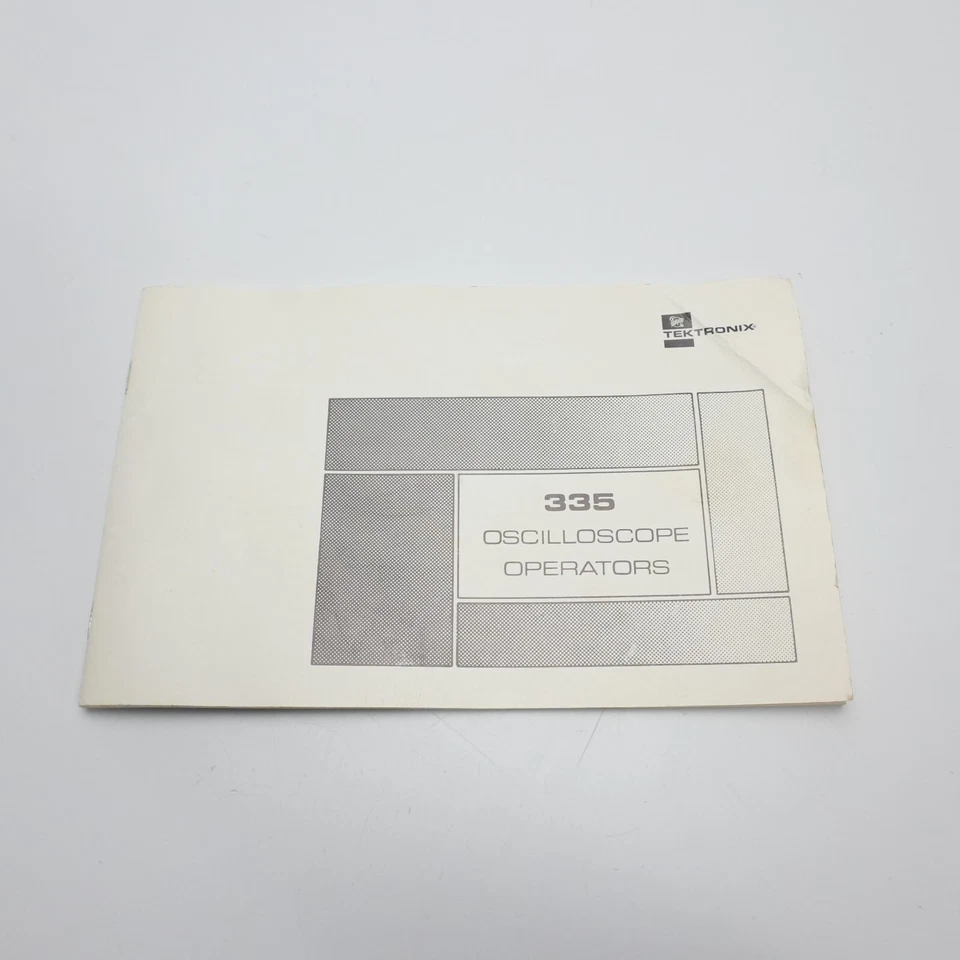 TEKTRONIX®
335
OSCILLOSCOPE
OPERATORS